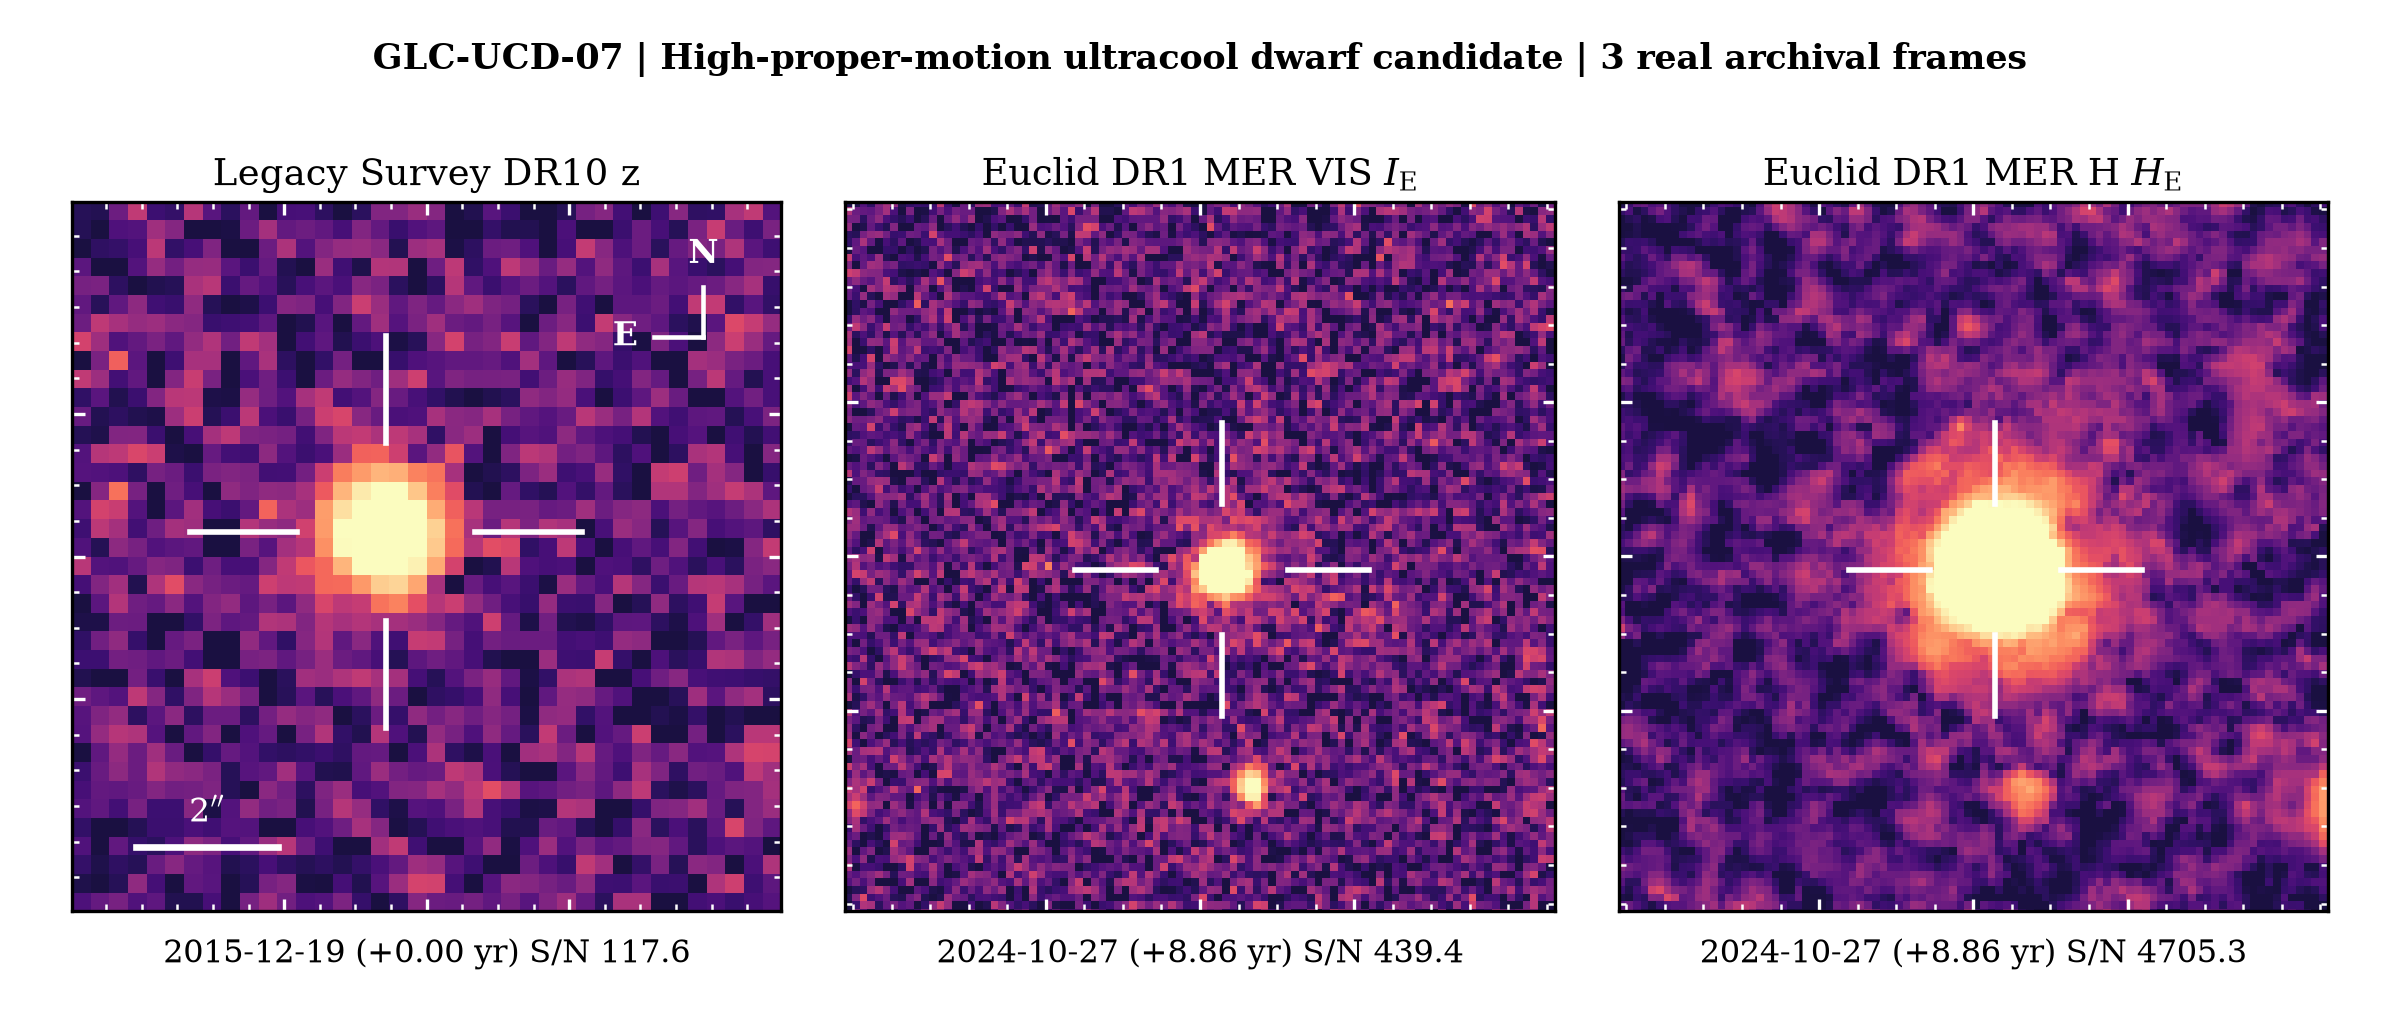 GLC-UCD-07 | High-proper-motion ultracool dwarf candidate | 3 real archival frames
Legacy Survey DR10 z
Euclid DR1 MER VIS I_E
Euclid DR1 MER H H_E
N
E
2″
2015-12-19 (+0.00 yr) S/N 117.6
2024-10-27 (+8.86 yr) S/N 439.4
2024-10-27 (+8.86 yr) S/N 4705.3